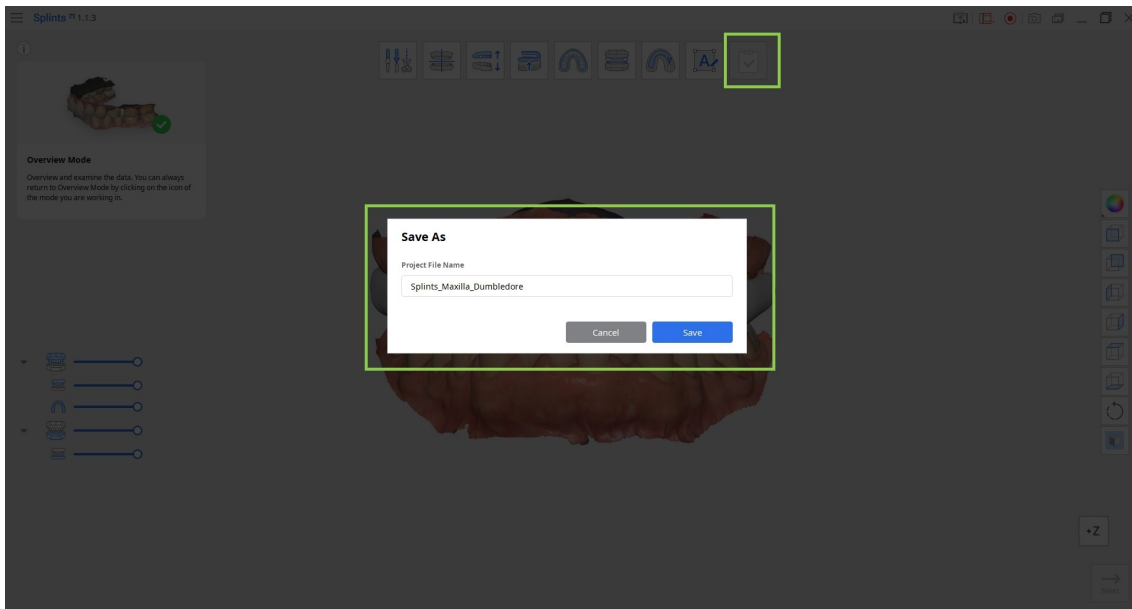 Splints 1.1.3
Overview Mode
Overview and examine the data. You can always
return to Overview Mode by clicking on the icon of
the mode you are working in.
A
Save As
Project File Name
Splints_Maxilla_Dumbledore
Cancel
Save
+Z
Next